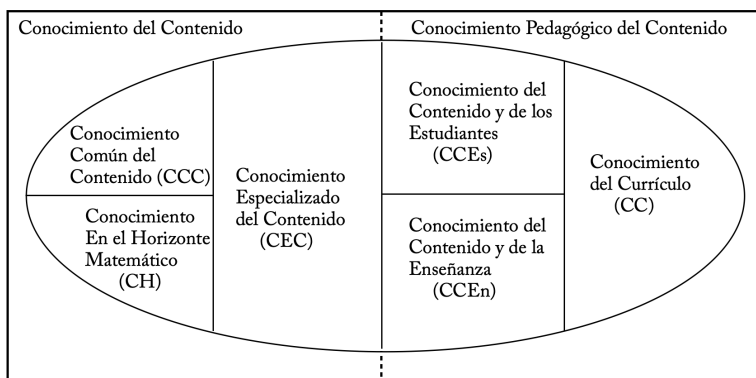 Conocimiento del Contenido
Conocimiento Pedagógico del Contenido
Conocimiento
Común del
Contenido (CCC)
Conocimiento
En el Horizonte
Matemático
(CH)
Conocimiento
Especializado
del Contenido
(CEC)
Conocimiento del
Contenido y de los
Estudiantes
(CCEs)
Conocimiento del
Contenido y de la
Enseñanza
(CCEn)
Conocimiento
del Currículo
(CC)